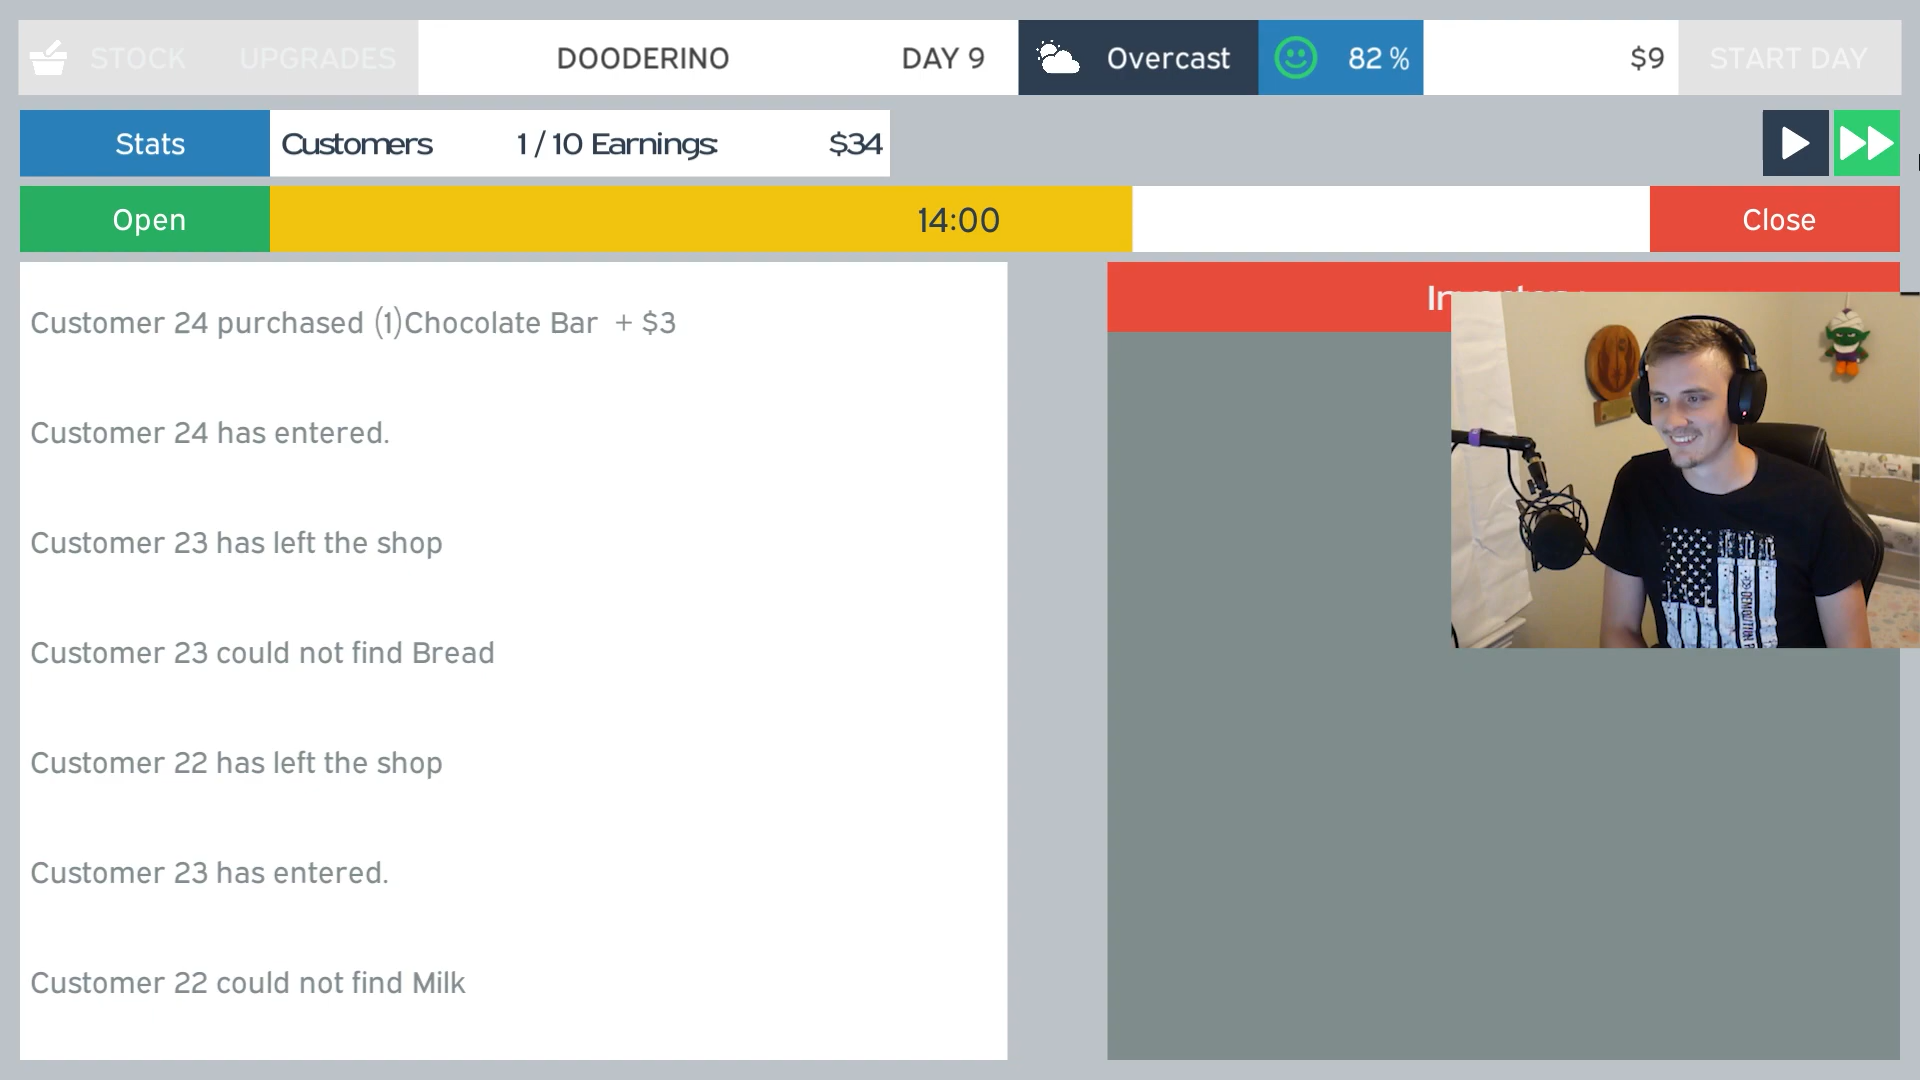 STOCK UPGRADES DOODERINO DAY 9 Overcast 82 % $9 START DAY
Stats Customers 1 / 10 Earnings: $34
Open 14:00 Close
Inventory
Customer 24 purchased (1)Chocolate Bar + $3
Customer 24 has entered.
Customer 23 has left the shop
Customer 23 could not find Bread
Customer 22 has left the shop
Customer 23 has entered.
Customer 22 could not find Milk